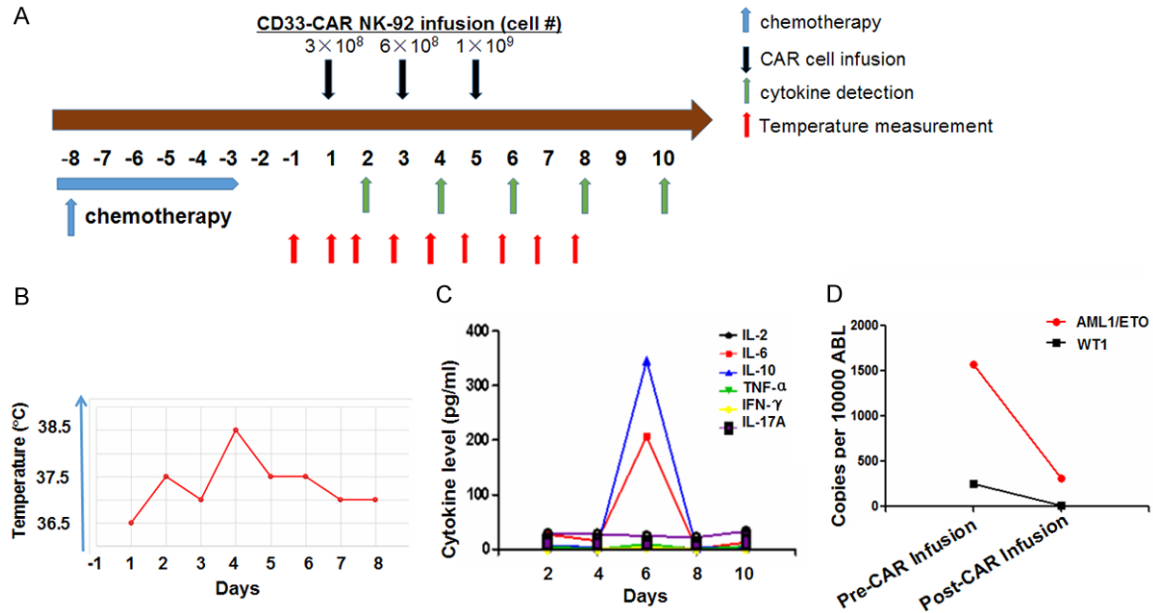 A
CD33-CAR NK-92 infusion (cell #)
3×10⁸ 6×10⁸ 1×10⁹
chemotherapy
CAR cell infusion
cytokine detection
Temperature measurement
-8 -7 -6 -5 -4 -3 -2 -1 1 2 3 4 5 6 7 8 9 10
chemotherapy
B
Temperature (°C)
38.5
37.5
36.5
-1 1 2 3 4 5 6 7 8
Days
C
Cytokine level (pg/ml)
400
300
200
100
0
IL-2
IL-6
IL-10
TNF-α
IFN-γ
IL-17A
2 4 6 8 10
Days
D
Copies per 10000 ABL
2000
1500
1000
500
0
AML1/ETO
WT1
Pre-CAR Infusion
Post-CAR Infusion